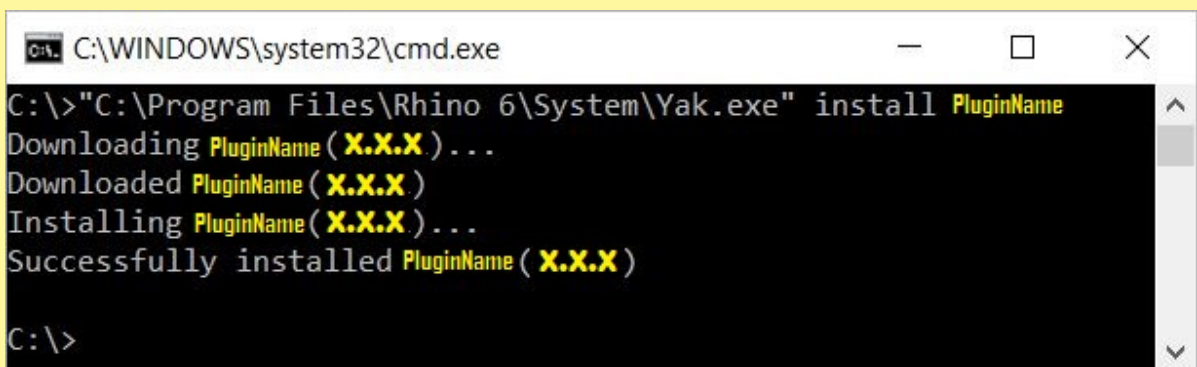 C:\WINDOWS\system32\cmd.exe
C:\>"C:\Program Files\Rhino 6\System\Yak.exe" install PluginName
Downloading PluginName (X.X.X)...
Downloaded PluginName (X.X.X)
Installing PluginName (X.X.X)...
Successfully installed PluginName (X.X.X)
C:\>